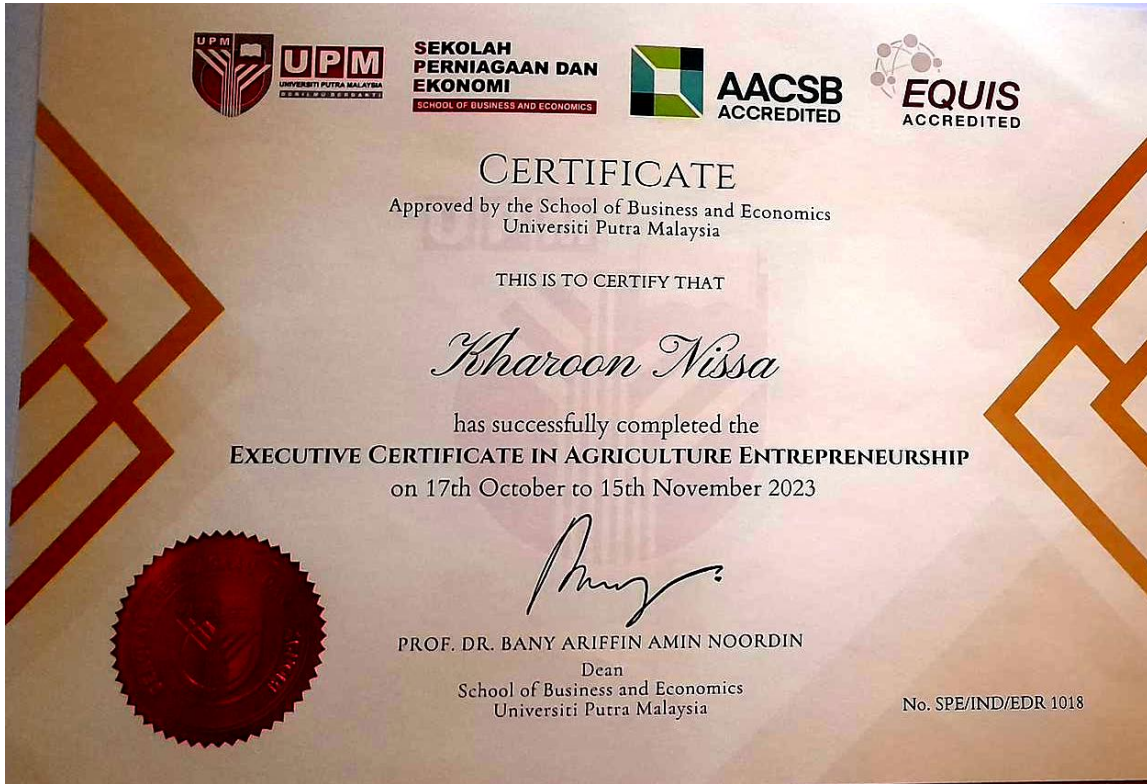 UPM
UPM
UNIVERSITI PUTRA MALAYSIA
BERILMU BERBAKTI
SEKOLAH
PERNIAGAAN DAN
EKONOMI
SCHOOL OF BUSINESS AND ECONOMICS
AACSB
ACCREDITED
EQUIS
ACCREDITED
CERTIFICATE
Approved by the School of Business and Economics
Universiti Putra Malaysia
THIS IS TO CERTIFY THAT
Kharoon Nissa
has successfully completed the
EXECUTIVE CERTIFICATE IN AGRICULTURE ENTREPRENEURSHIP
on 17th October to 15th November 2023
PROF. DR. BANY ARIFFIN AMIN NOORDIN
Dean
School of Business and Economics
Universiti Putra Malaysia
No. SPE/IND/EDR 1018